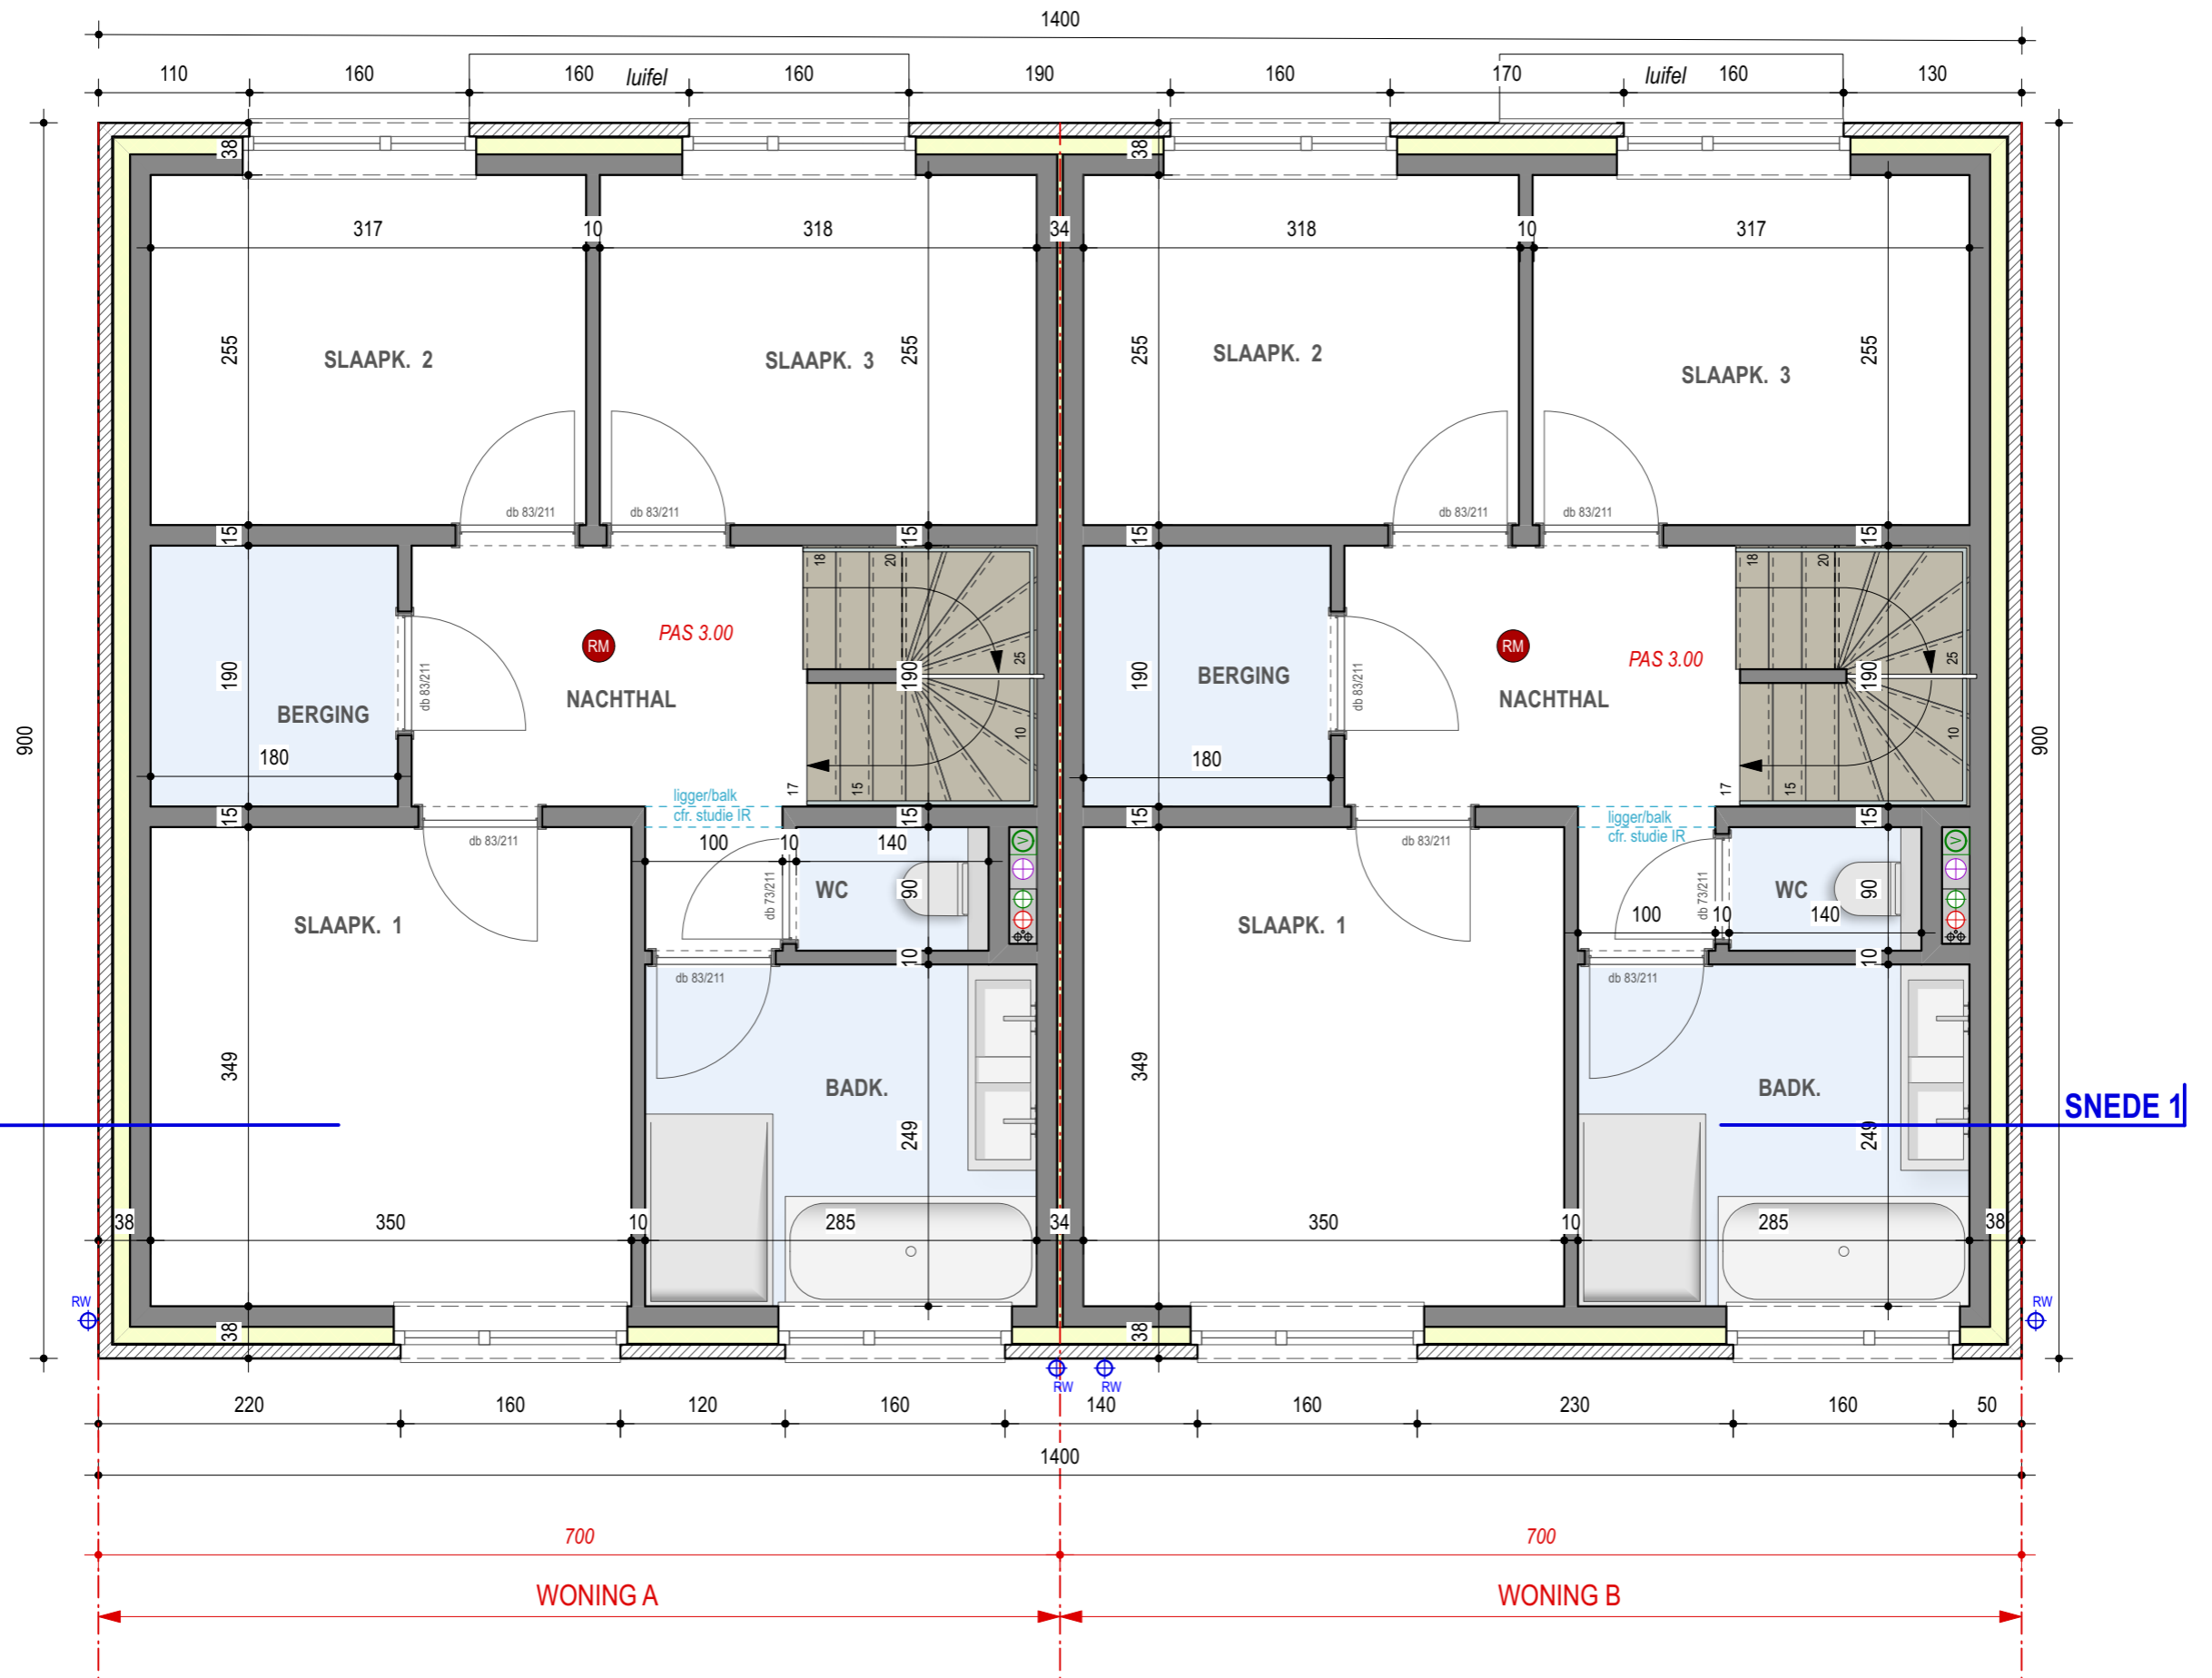 1400
110 160 160 luifel 160 190 160 170 luifel 160 130
38 38
317 10 318 34 318 10 317
255 255 255 255
SLAAPK. 2 SLAAPK. 3 SLAAPK. 2 SLAAPK. 3
db 83/211 db 83/211 db 83/211 db 83/211
15 15 15 15
18 20 18 20
RM PAS 3.00 RM PAS 3.00
190 db 83/211 190 25 190 db 83/211 190 25
BERGING NACHTHAL BERGING NACHTHAL
900 10 10 900
180 180
17 15 17 15
ligger/balk ligger/balk
cfr. studie IR cfr. studie IR
15 15 15 15
db 83/211 100 10 140 V db 83/211 V
WC 90 WC 90
db 73/211 db 73/211
SLAAPK. 1 SLAAPK. 1 100 10 140
10 10
db 83/211 db 83/211
349 BADK. 349 BADK.
249 249
SNEDE 1
38 350 10 285 34 350 10 285 38
RW RW
38 38
RW RW
220 160 120 160 140 160 230 160 50
1400
700 700
WONING A WONING B